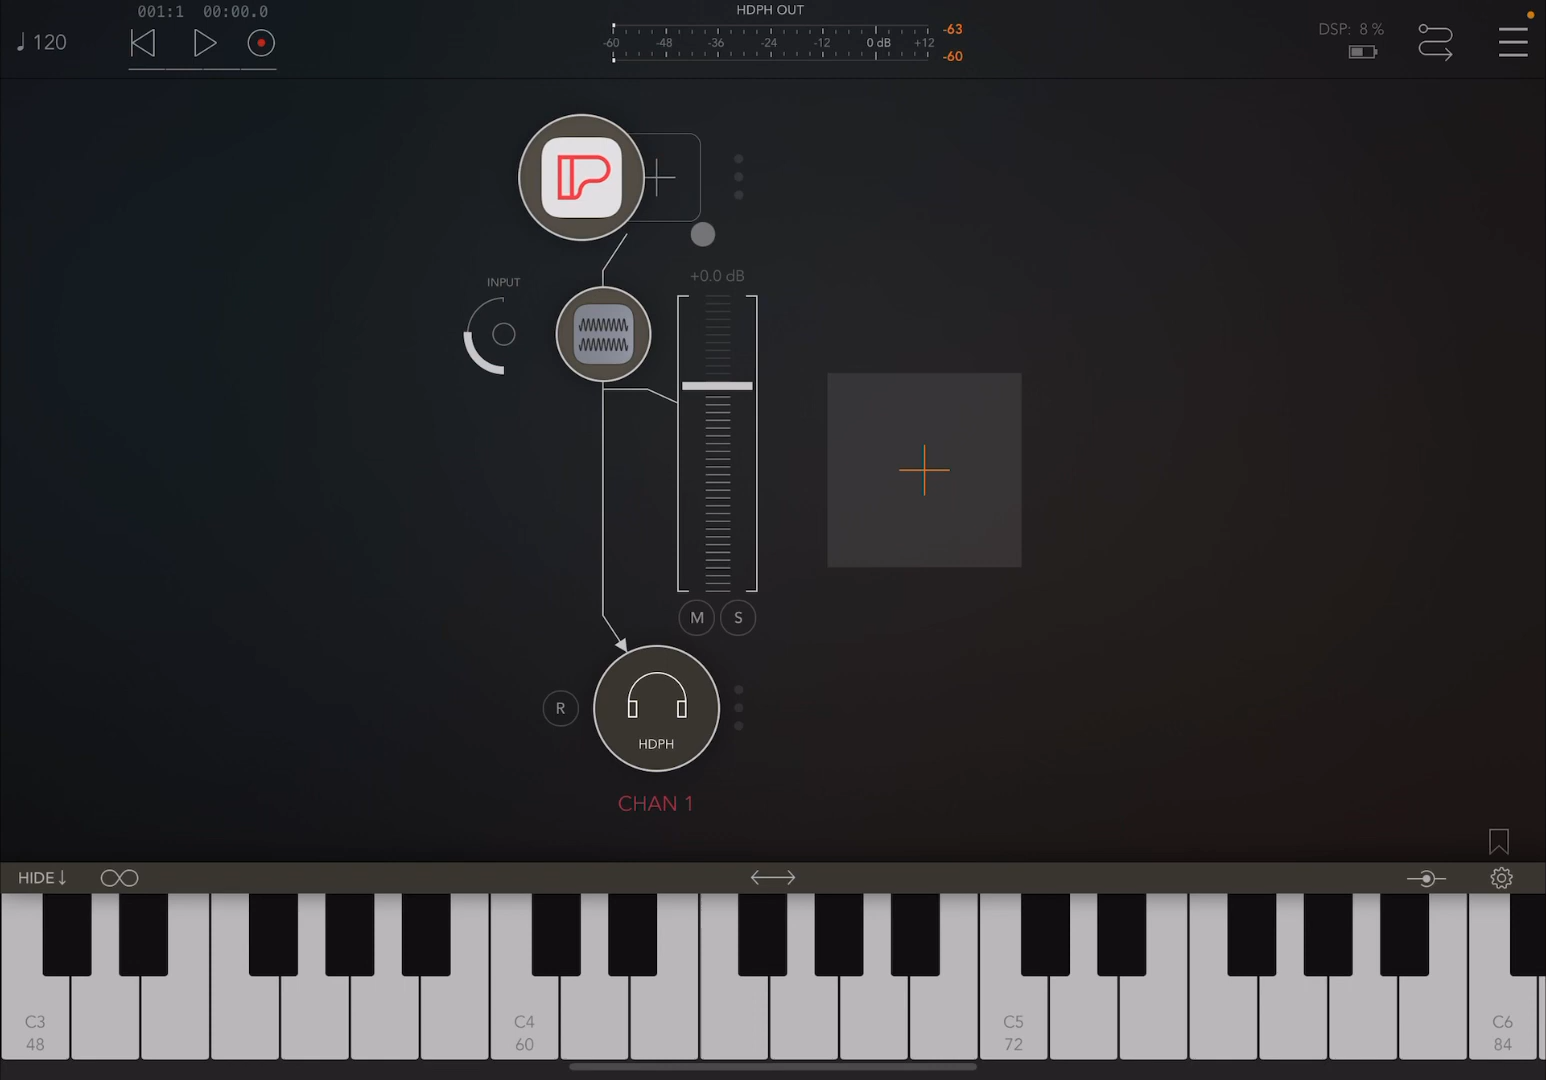 001:1 00:00.0
120
HDPH OUT
-60 -48 -36 -24 -12 0 dB +12
-63
-60
DSP: 8 %
INPUT
+0.0 dB
M S
R
HDPH
CHAN 1
HIDE↓
C3 C4 C5 C6
48 60 72 84